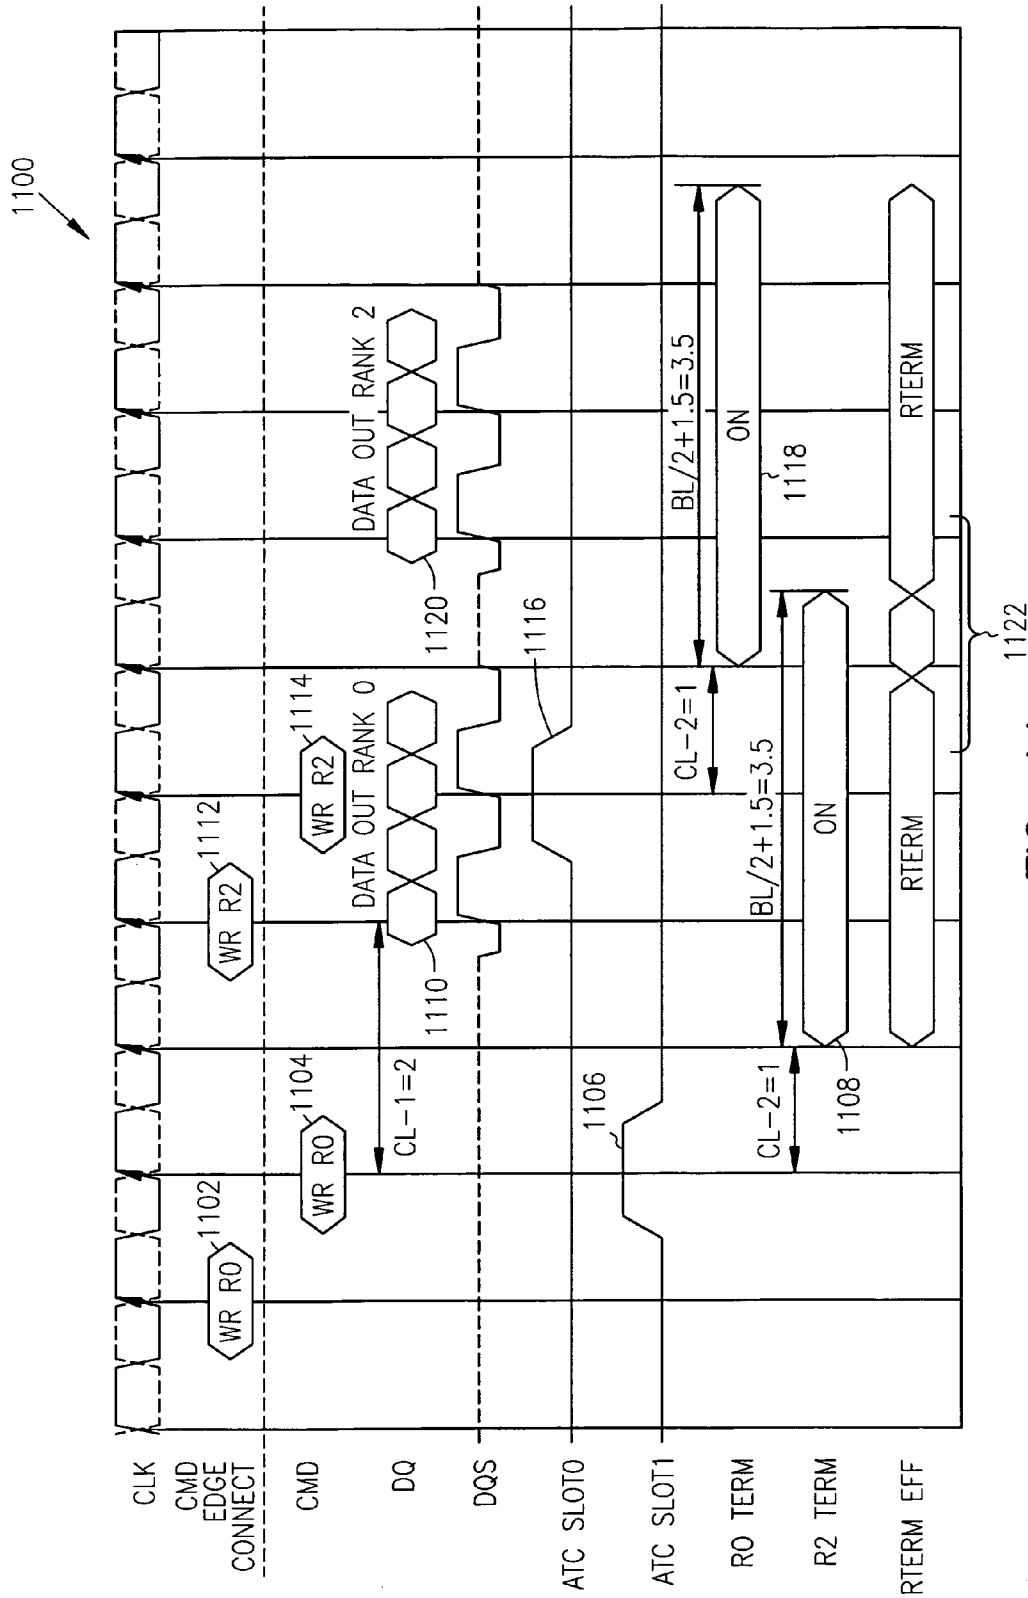 1100
CLK
CMD
EDGE
CONNECT
WR R0
1102
WR R2
1112
CMD
WR R0
1104
WR R2
1114
DQ
CL-1=2
DATA OUT RANK 0
1110
DATA OUT RANK 2
1120
DQS
ATC SLOT0
1116
ATC SLOT1
1106
R0 TERM
CL-2=1
BL/2+1.5=3.5
ON
1118
R2 TERM
CL-2=1
BL/2+1.5=3.5
ON
1108
RTERM EFF
RTERM
RTERM
1122